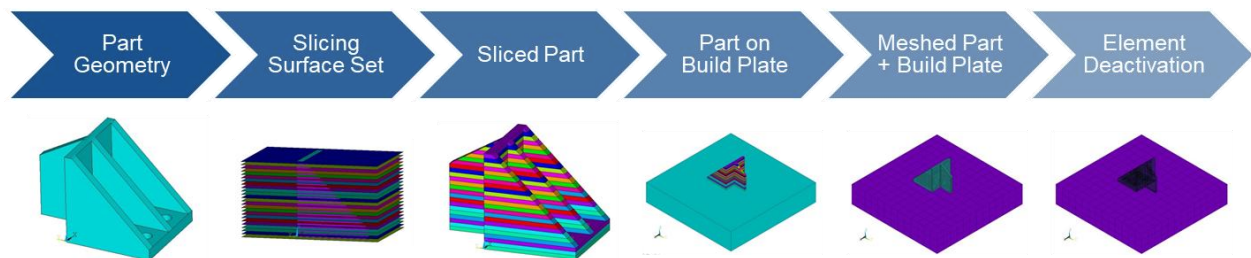 Part
Geometry
Slicing
Surface Set
Sliced Part
Part on
Build Plate
Meshed Part
+ Build Plate
Element
Deactivation